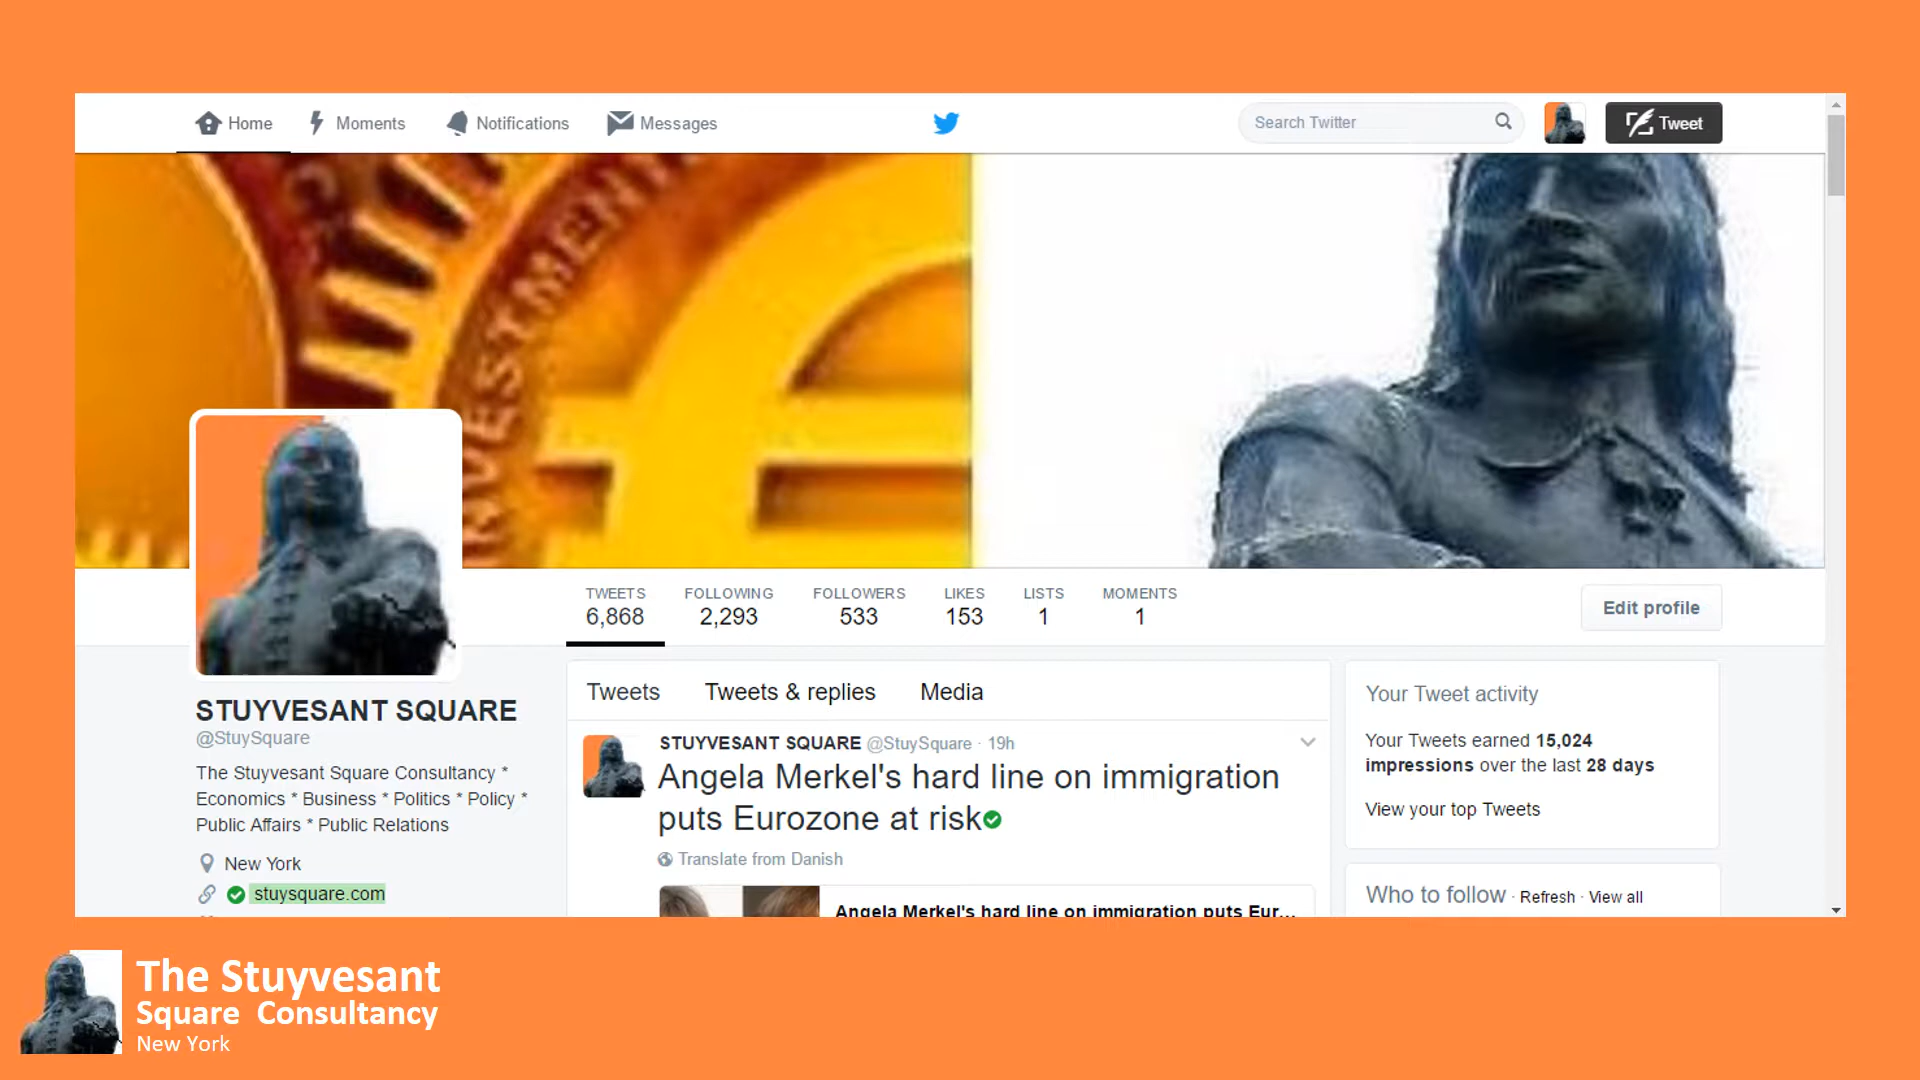 Home
Moments
Notifications
Messages
Search Twitter
Tweet
INVESTMENT
TWEETS
6,868
FOLLOWING
2,293
FOLLOWERS
533
LIKES
153
LISTS
1
MOMENTS
1
Edit profile
STUYVESANT SQUARE
@StuySquare
The Stuyvesant Square Consultancy *
Economics * Business * Politics * Policy *
Public Affairs * Public Relations
New York
stuysquare.com
Tweets
Tweets & replies
Media
STUYVESANT SQUARE @StuySquare · 19h
Angela Merkel's hard line on immigration
puts Eurozone at risk
Translate from Danish
Angela Merkel's hard line on immigration puts Eur...
Your Tweet activity
Your Tweets earned 15,024
impressions over the last 28 days
View your top Tweets
Who to follow · Refresh · View all
The Stuyvesant
Square Consultancy
New York